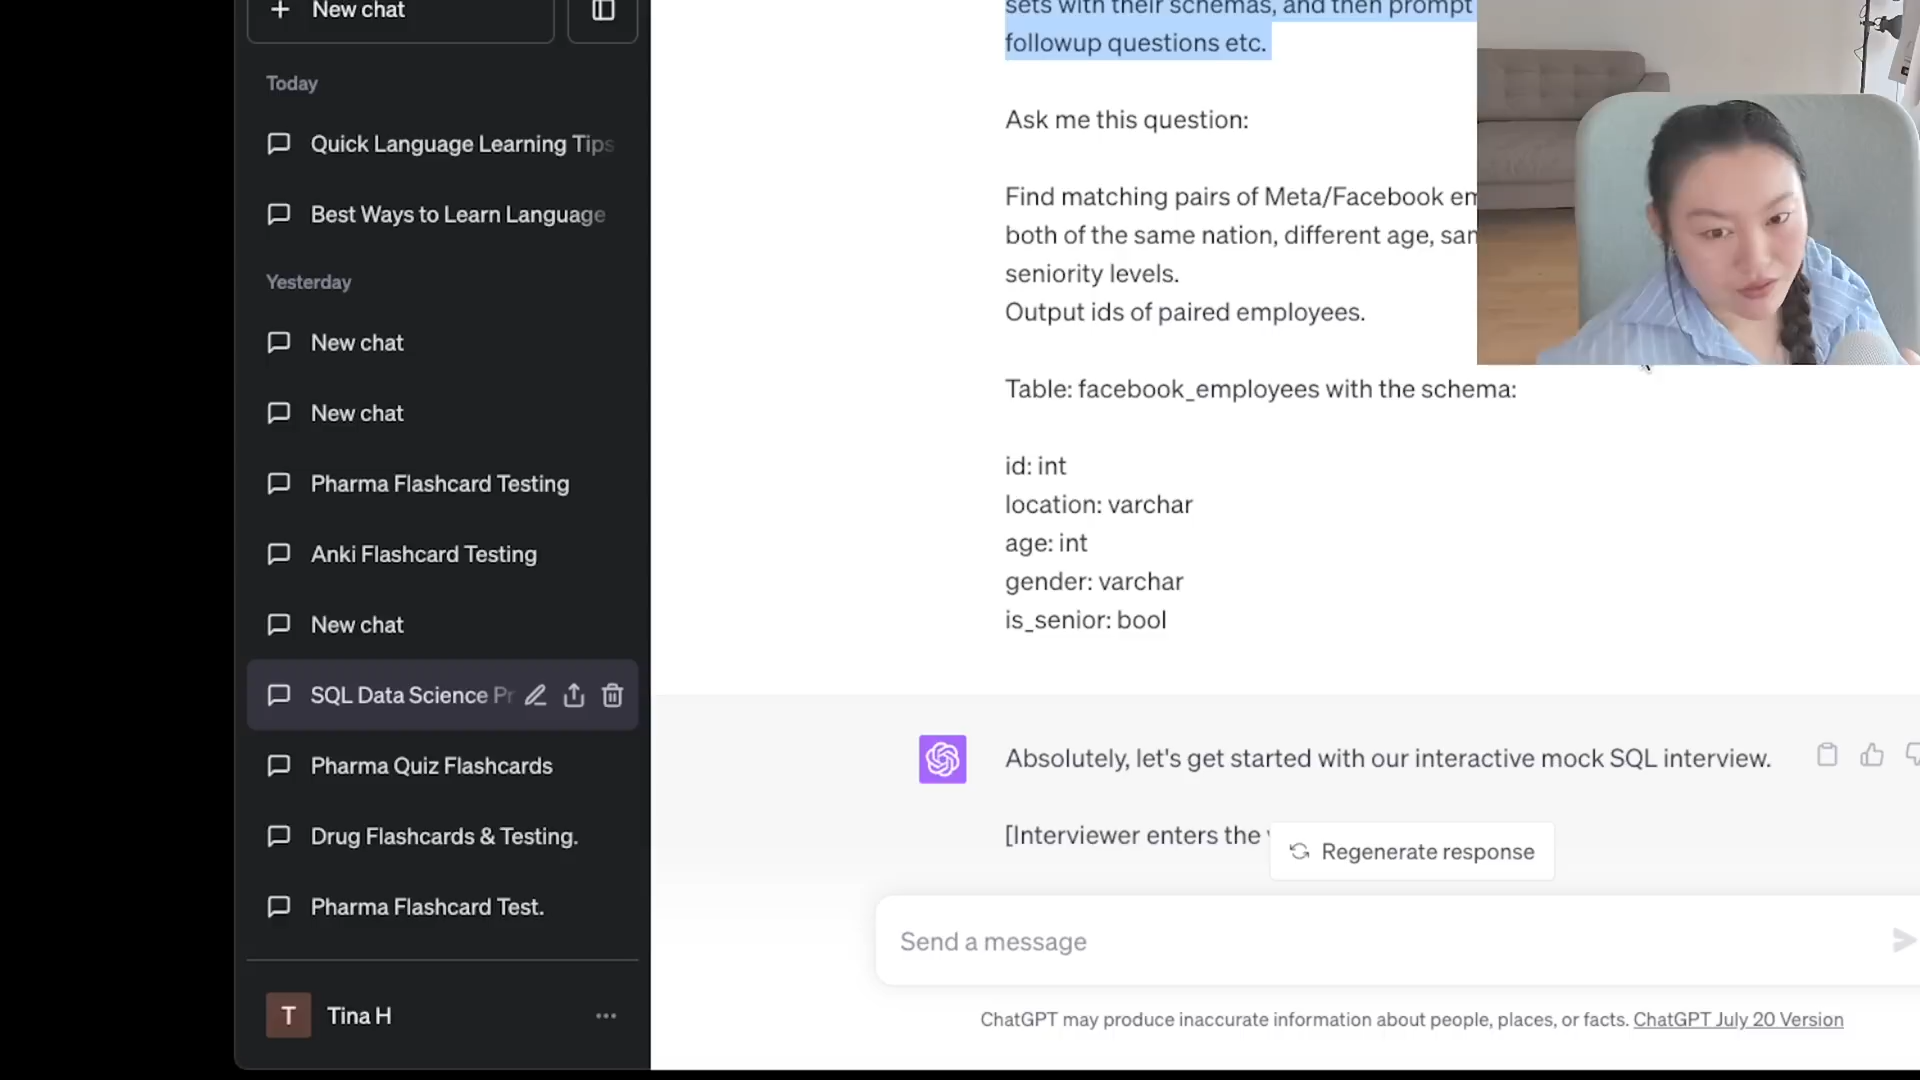 New chat
Today
Quick Language Learning Tips
Best Ways to Learn Language
Yesterday
New chat
New chat
Pharma Flashcard Testing
Anki Flashcard Testing
New chat
SQL Data Science Pr
Pharma Quiz Flashcards
Drug Flashcards & Testing.
Pharma Flashcard Test.
T
Tina H
sets with their schemas, and then prompt
followup questions etc.
Ask me this question:
Find matching pairs of Meta/Facebook
both of the same nation, different age,
seniority levels.
Output ids of paired employees.
Table: facebook_employees with the schema:
id: int
location: varchar
age: int
gender: varchar
is_senior: bool
Absolutely, let's get started with our interactive mock SQL interview.
[Interviewer enters the
Regenerate response
Send a message
ChatGPT may produce inaccurate information about people, places, or facts. ChatGPT July 20 Version